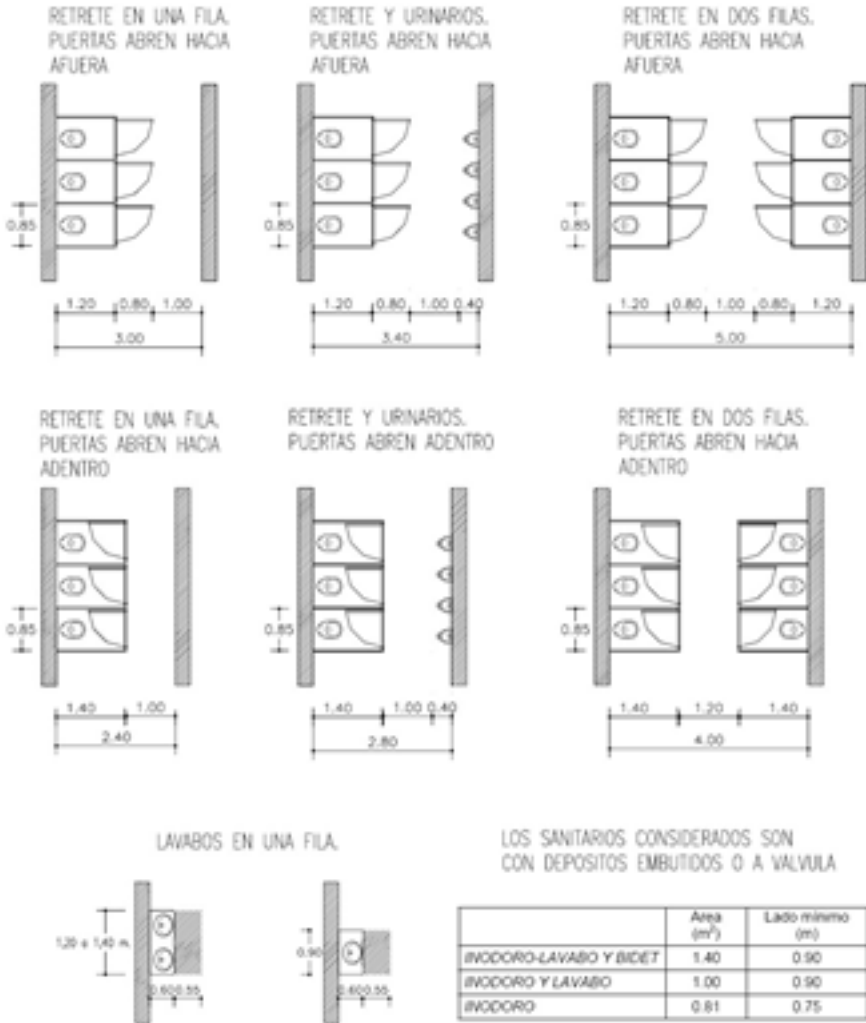 RETRETE EN UNA FILA.
PUERTAS ABREN HACIA
AFUERA
RETRETE Y URINARIOS.
PUERTAS ABREN HACIA
AFUERA
RETRETE EN DOS FILAS.
PUERTAS ABREN HACIA
AFUERA
0.85
0.85
0.85
1.20 0.80 1.00
3.00
1.20 0.80 1.00 0.40
3.40
1.20 0.80 1.00 0.80 1.20
5.00
RETRETE EN UNA FILA.
PUERTAS ABREN HACIA
ADENTRO
RETRETE Y URINARIOS.
PUERTAS ABREN ADENTRO
RETRETE EN DOS FILAS.
PUERTAS ABREN HACIA
ADENTRO
0.85
0.85
0.85
1.40 1.00
2.40
1.40 1.00 0.40
2.80
1.40 1.20 1.40
4.00
LAVABOS EN UNA FILA.
1,20 a 1,40 m.
0.60 0.55
0.90
0.60 0.55
LOS SANITARIOS CONSIDERADOS SON
CON DEPOSITOS EMBUTIDOS O A VALVULA
Area (m²) Lado mínimo (m)
INODORO-LAVABO Y BIDET 1.40 0.90
INODORO Y LAVABO 1.00 0.90
INODORO 0.81 0.75